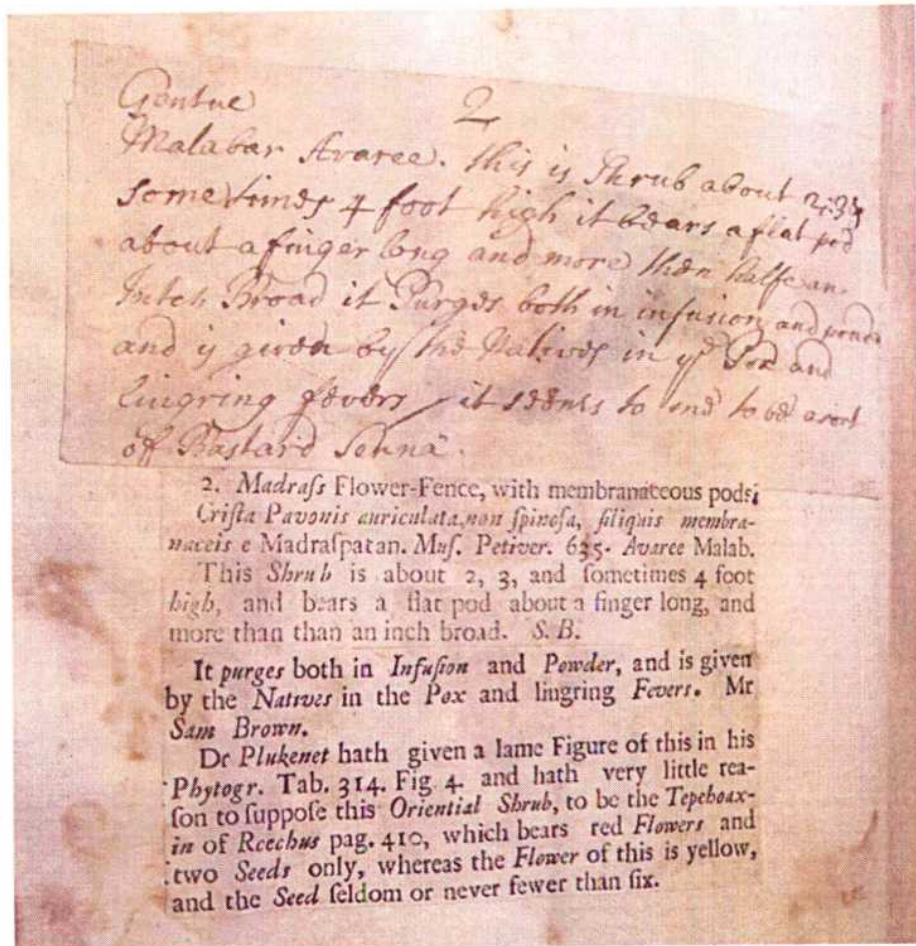 Gentue 2
Malabar Avaree. this is Shrub about 2:3 &
sometimes 4 foot high it bears a flat pod
about a finger long and more then halfe an
Intch Broad it Purges both in infusion and
and is given by the Natives in ye Pox and
lingring fevers / it seems to me to be a sort
of Bastard Senna.
2. Madraſs Flower-Fence, with membranateous pods;
Criſta Pavonis auriculata, non ſpinoſa, ſiliquis membra-
naceis e Madraſpatan. Muſ. Petiver. 635. Avaree Malab.
This Shrub is about 2, 3, and ſometimes 4 foot
high, and bears a flat pod about a finger long, and
more than than an inch broad. S. B.
It purges both in Infuſion and Powder, and is given
by the Natives in the Pox and lingring Fevers. Mr
Sam Brown.
Dr Plukenet hath given a lame Figure of this in his
Phytogr. Tab. 314. Fig. 4. and hath very little rea-
ſon to ſuppoſe this Oriential Shrub, to be the Tepehoax-
in of Reechus pag. 410, which bears red Flowers and
two Seeds only, whereas the Flower of this is yellow,
and the Seed ſeldom or never fewer than ſix.